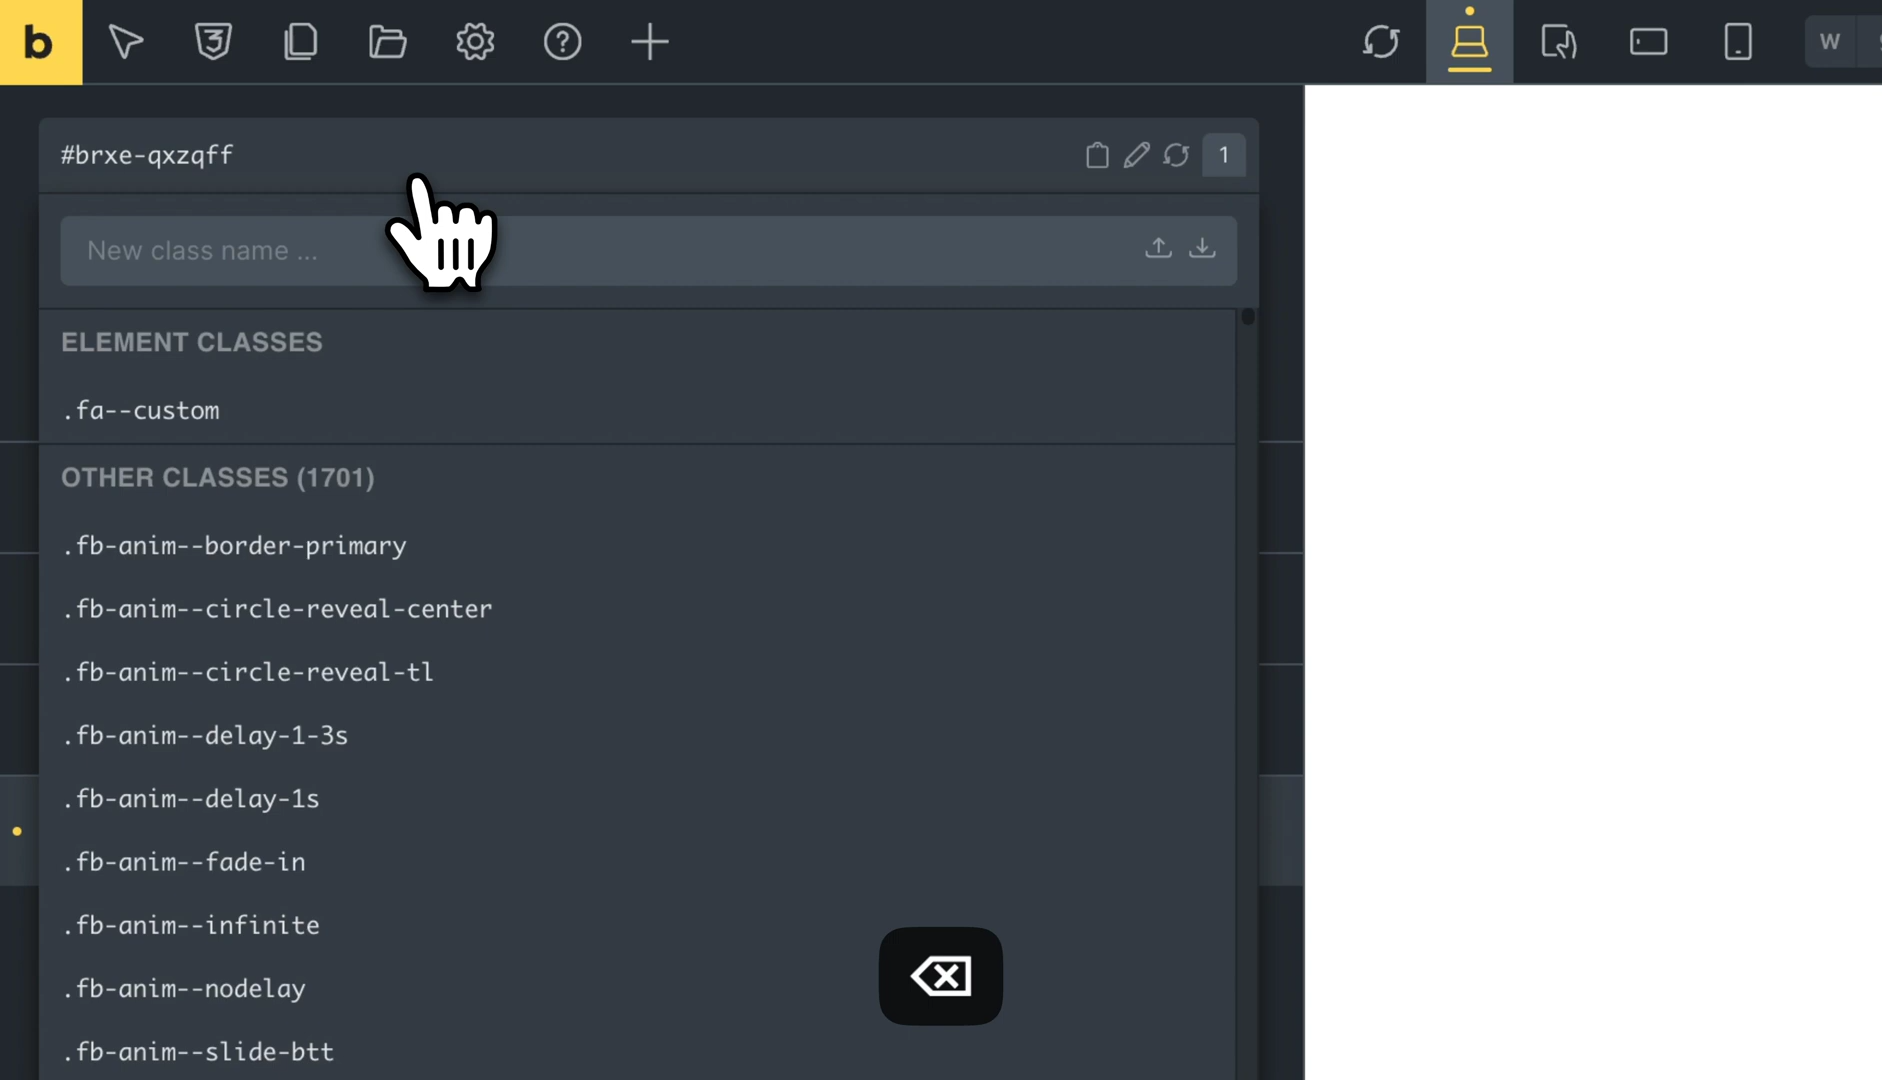 b
3
?
W
#brxe-qxzqff
1
New class name ...
ELEMENT CLASSES
.fa--custom
OTHER CLASSES (1701)
.fb-anim--border-primary
.fb-anim--circle-reveal-center
.fb-anim--circle-reveal-tl
.fb-anim--delay-1-3s
.fb-anim--delay-1s
.fb-anim--fade-in
.fb-anim--infinite
.fb-anim--nodelay
.fb-anim--slide-btt